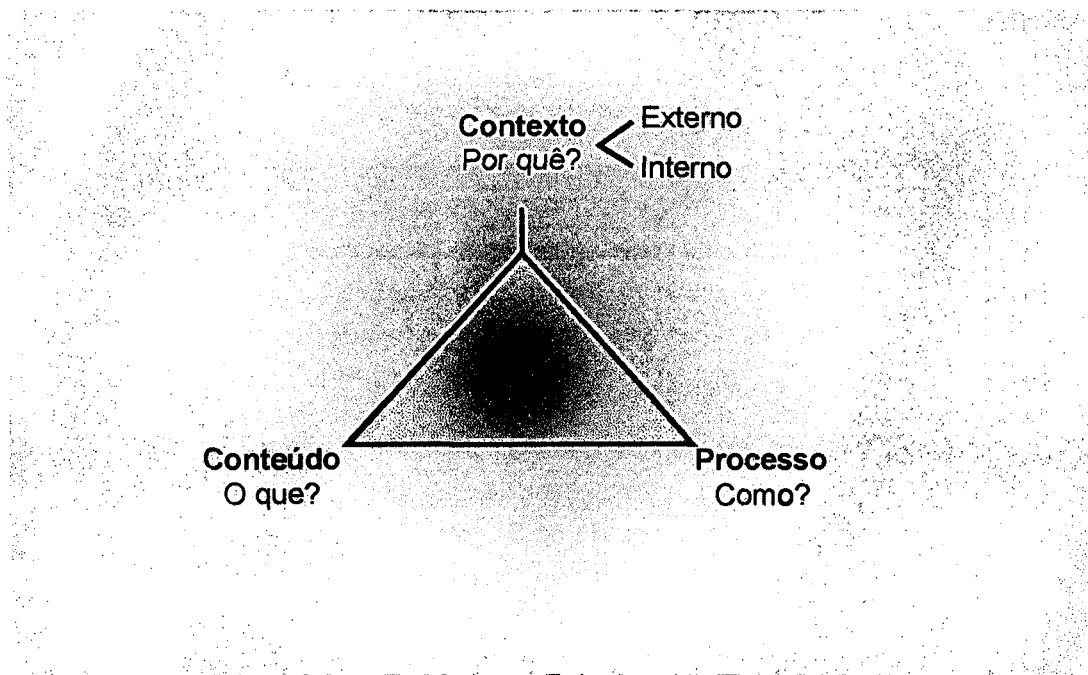 Contexto
Por quê?
Externo
Interno
Conteúdo
O que?
Processo
Como?